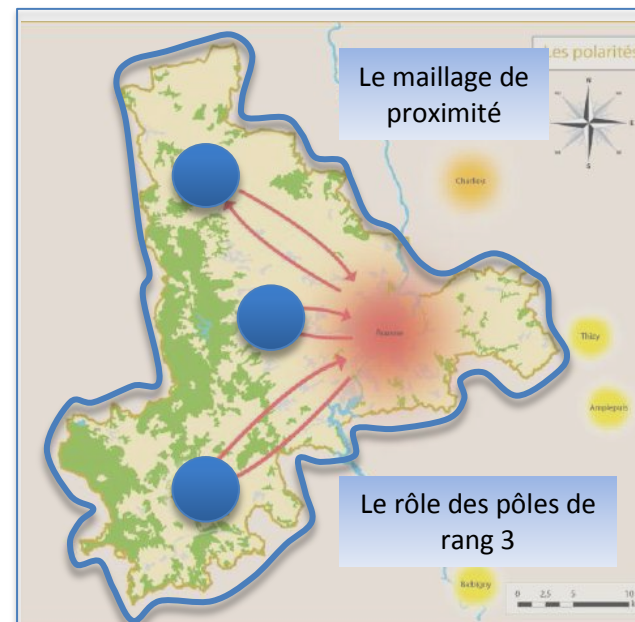 Les polarités
Le maillage de
proximité
N
E
S
Charlieu
Roanne
Thizy
Amplepuis
Le rôle des pôles de
rang 3
Balbigny
0 2,5 5 10